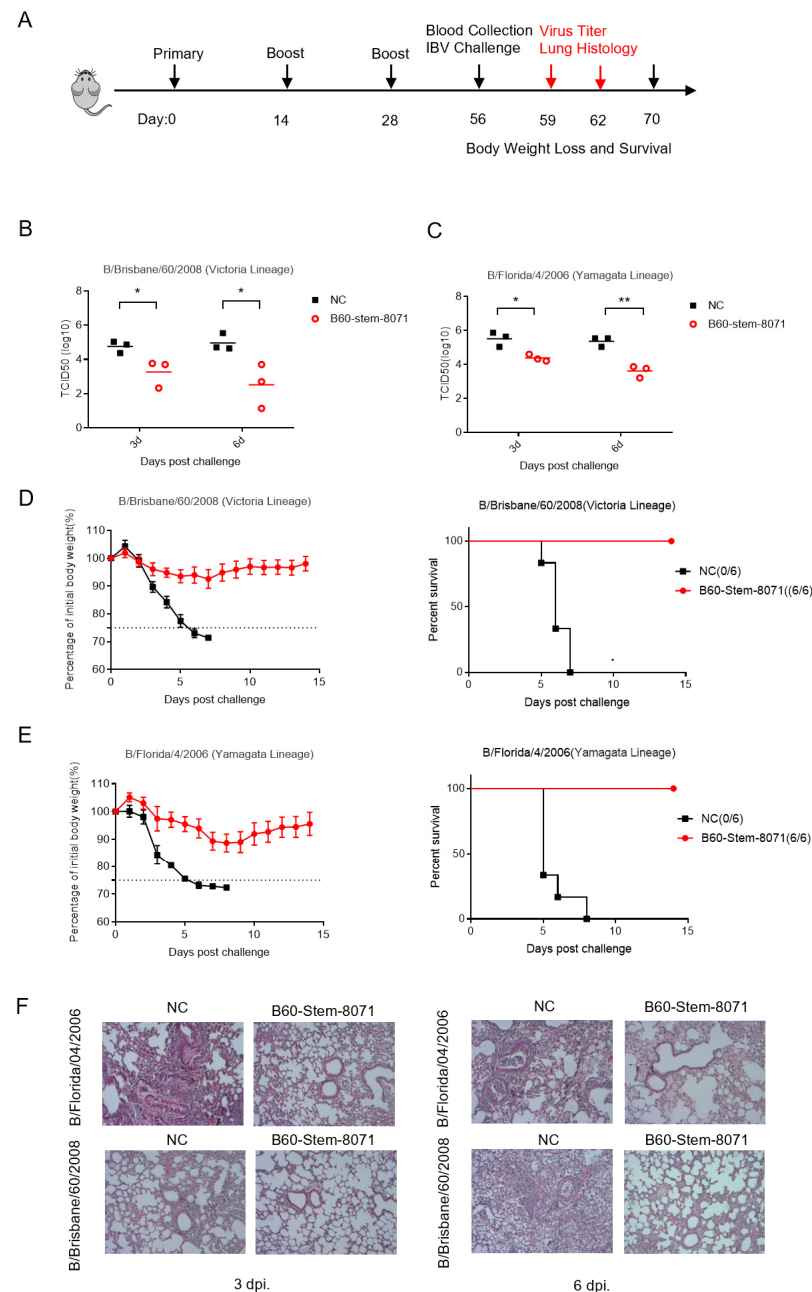 A
Primary
Boost
Boost
Blood Collection
IBV Challenge
Virus Titer
Lung Histology
Day:0
14
28
56
59
62
70
Body Weight Loss and Survival
B
B/Brisbane/60/2008 (Victoria Lineage)
TCID50 (log10)
8
6
4
2
0
*
*
3d
6d
Days post challenge
NC
B60-stem-8071
C
B/Florida/4/2006 (Yamagata Lineage)
TCID50(log10)
8
6
4
2
0
*
**
3d
6d
Days post challenge
NC
B60-stem-8071
D
B/Brisbane/60/2008 (Victoria Lineage)
Percentage of initial body weight(%)
110
100
90
80
70
60
0
5
10
15
Days post challenge
B/Brisbane/60/2008(Victoria Lineage)
Percent survival
100
50
0
0
5
10
15
Days post challenge
NC(0/6)
B60-Stem-8071((6/6)
E
B/Florida/4/2006 (Yamagata Lineage)
Percentage of initial body weight(%)
110
100
90
80
70
60
0
5
10
15
Days post challenge
B/Florida/4/2006(Yamagata Lineage)
Percent survival
100
50
0
0
5
10
15
Days post challenge
NC(0/6)
B60-Stem-8071(6/6)
F
NC
B60-Stem-8071
B/Florida/04/2006
NC
B60-Stem-8071
B/Brisbane/60/2008
3 dpi.
NC
B60-Stem-8071
B/Florida/04/2006
NC
B60-Stem-8071
B/Brisbane/60/2008
6 dpi.